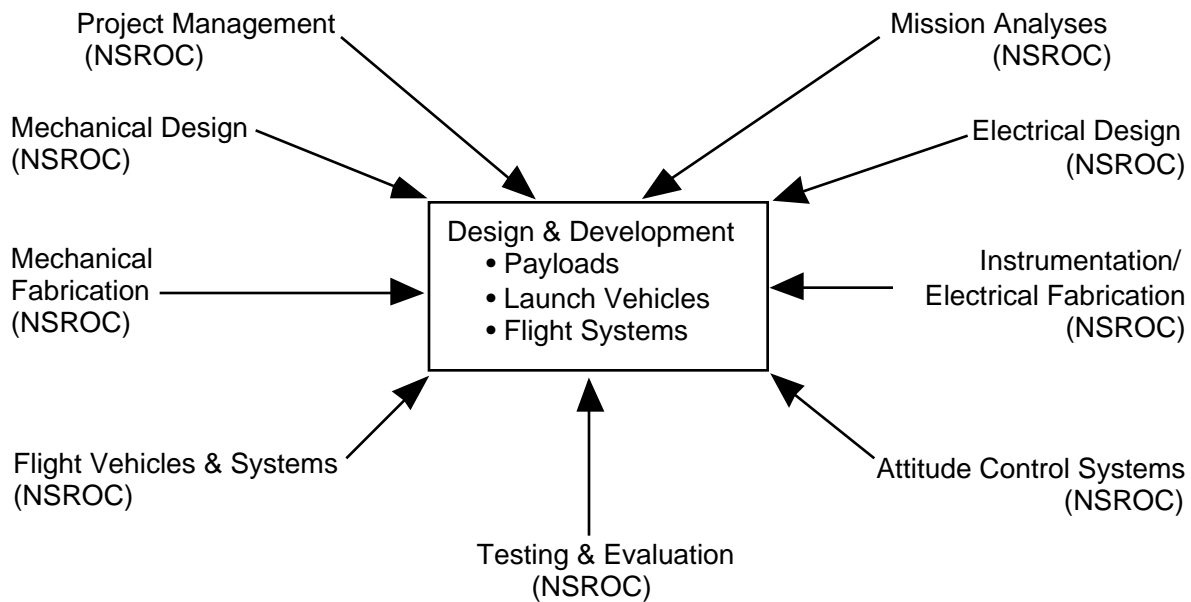 Project Management
(NSROC)
Mission Analyses
(NSROC)
Mechanical Design
(NSROC)
Electrical Design
(NSROC)
Design & Development
• Payloads
• Launch Vehicles
• Flight Systems
Mechanical
Fabrication
(NSROC)
Instrumentation/
Electrical Fabrication
(NSROC)
Flight Vehicles & Systems
(NSROC)
Attitude Control Systems
(NSROC)
Testing & Evaluation
(NSROC)